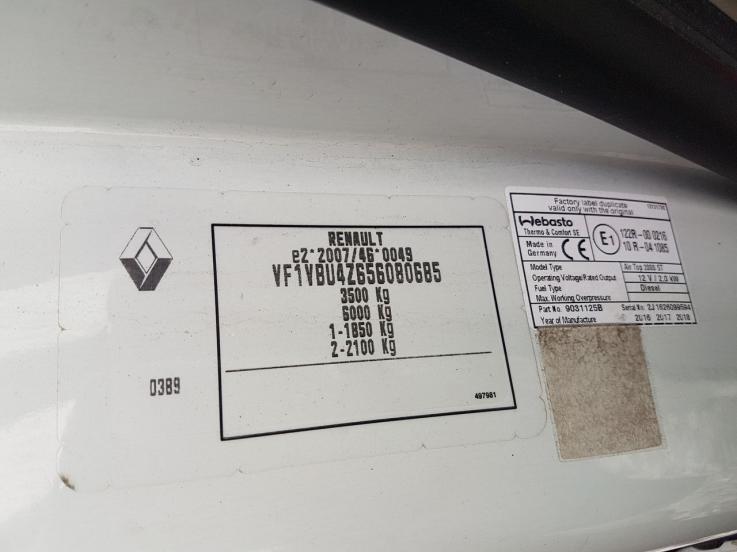 RENAULT
e2*2007/46*0049
VF1VBU4Z656080685
3500 Kg
6000 Kg
1-1850 Kg
2-2100 Kg
0389
497981
Factory label duplicate
valid only with the original
Webasto
Thermo & Comfort SE
Made in
Germany
CE
E1
122R-00 0216
10 R-04 1085
Model Type Air Top 2000 ST
Operating Voltage/Rated Output 12 V / 2.0 kW
Fuel Type Diesel
Max. Working Overpressure
Part No. 9031125B Serial No.
Year of Manufacture 2016 2017 2018